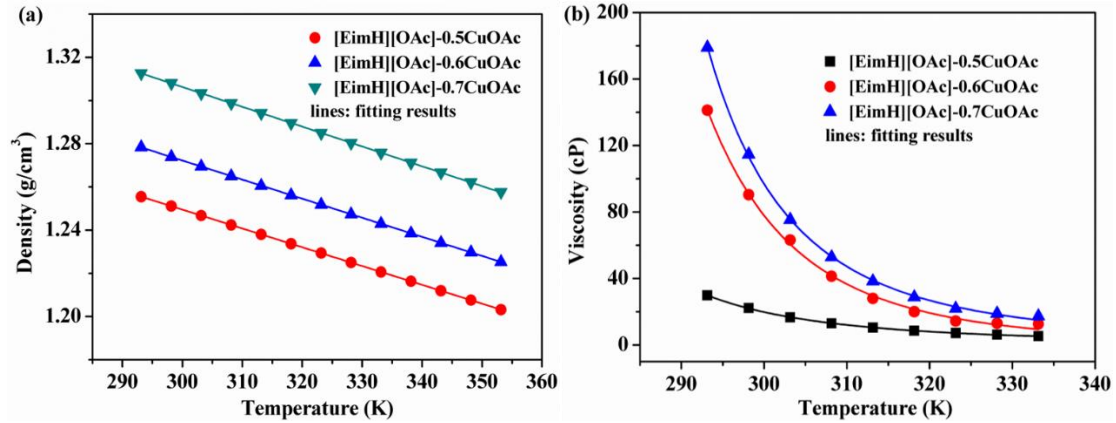 (a)
[EimH][OAc]-0.5CuOAc
[EimH][OAc]-0.6CuOAc
[EimH][OAc]-0.7CuOAc
lines: fitting results
Density (g/cm³)
1.32
1.28
1.24
1.20
290 300 310 320 330 340 350 360
Temperature (K)
(b)
[EimH][OAc]-0.5CuOAc
[EimH][OAc]-0.6CuOAc
[EimH][OAc]-0.7CuOAc
lines: fitting results
Viscosity (cP)
200
160
120
80
40
0
290 300 310 320 330 340
Temperature (K)